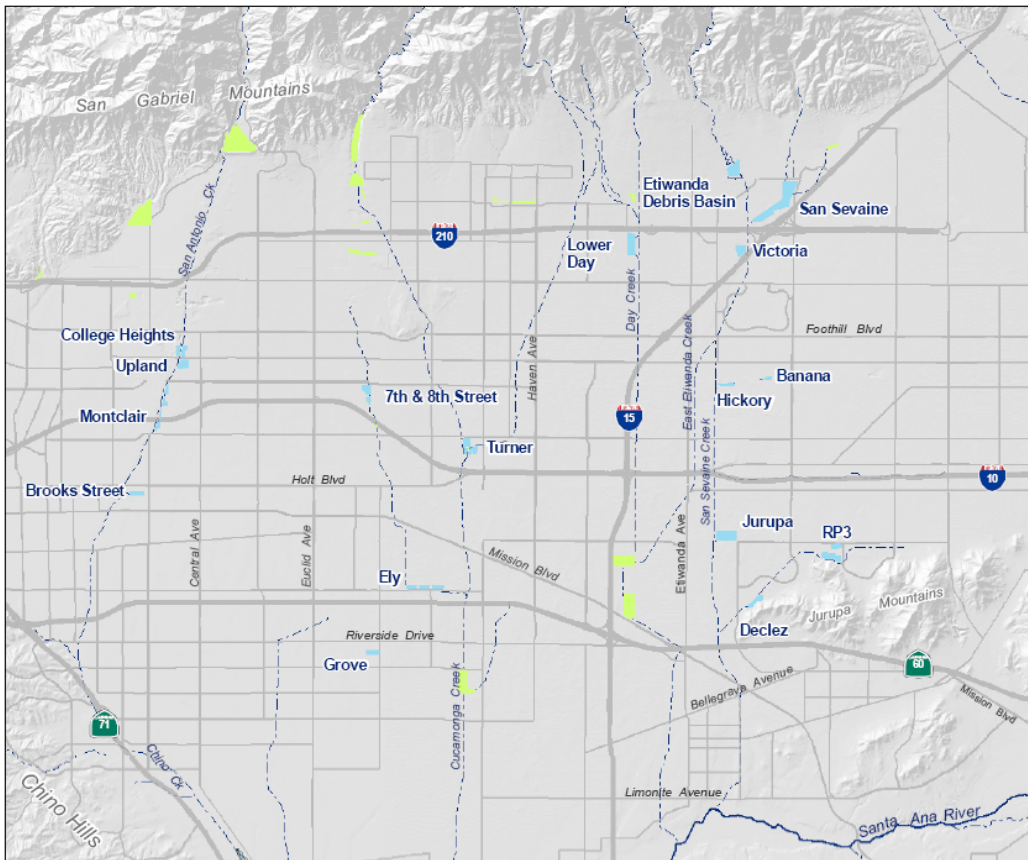 San Gabriel Mountains
San Antonio Ck
210
Etiwanda
Debris Basin
San Sevaine
Lower
Day
Victoria
Day Creek
College Heights
Upland
Foothill Blvd
Haven Ave
East Etiwanda Creek
Banana
Hickory
7th & 8th Street
Montclair
15
Turner
San Sevaine Creek
Holt Blvd
10
Brooks Street
Central Ave
Euclid Ave
Mission Blvd
Etiwanda Ave
Jurupa
RP3
Ely
Jurupa Mountains
Declez
Riverside Drive
Grove
60
Bellegrava Avenue
Mission Blvd
Cucamonga Creek
71
Chino Ck
Chino Hills
Limonite Avenue
Santa Ana River